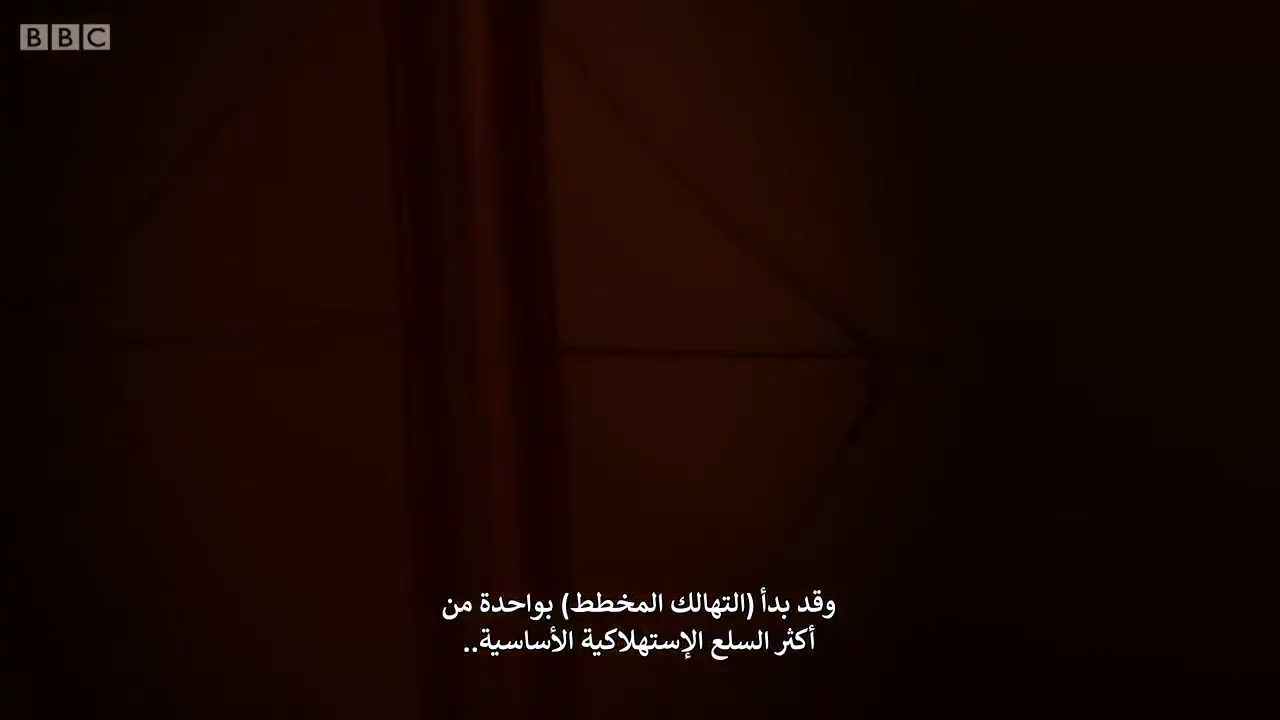 BBC
وقد بدأ (التهالك المخطط) بواحدة من
أكثر السلع الإستهلاكية الأساسية..